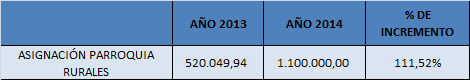 AÑO 2013 AÑO 2014 % DE
INCREMENTO
ASIGNACIÓN PARROQUIA
RURALES 520.049,94 1.100.000,00 111,52%